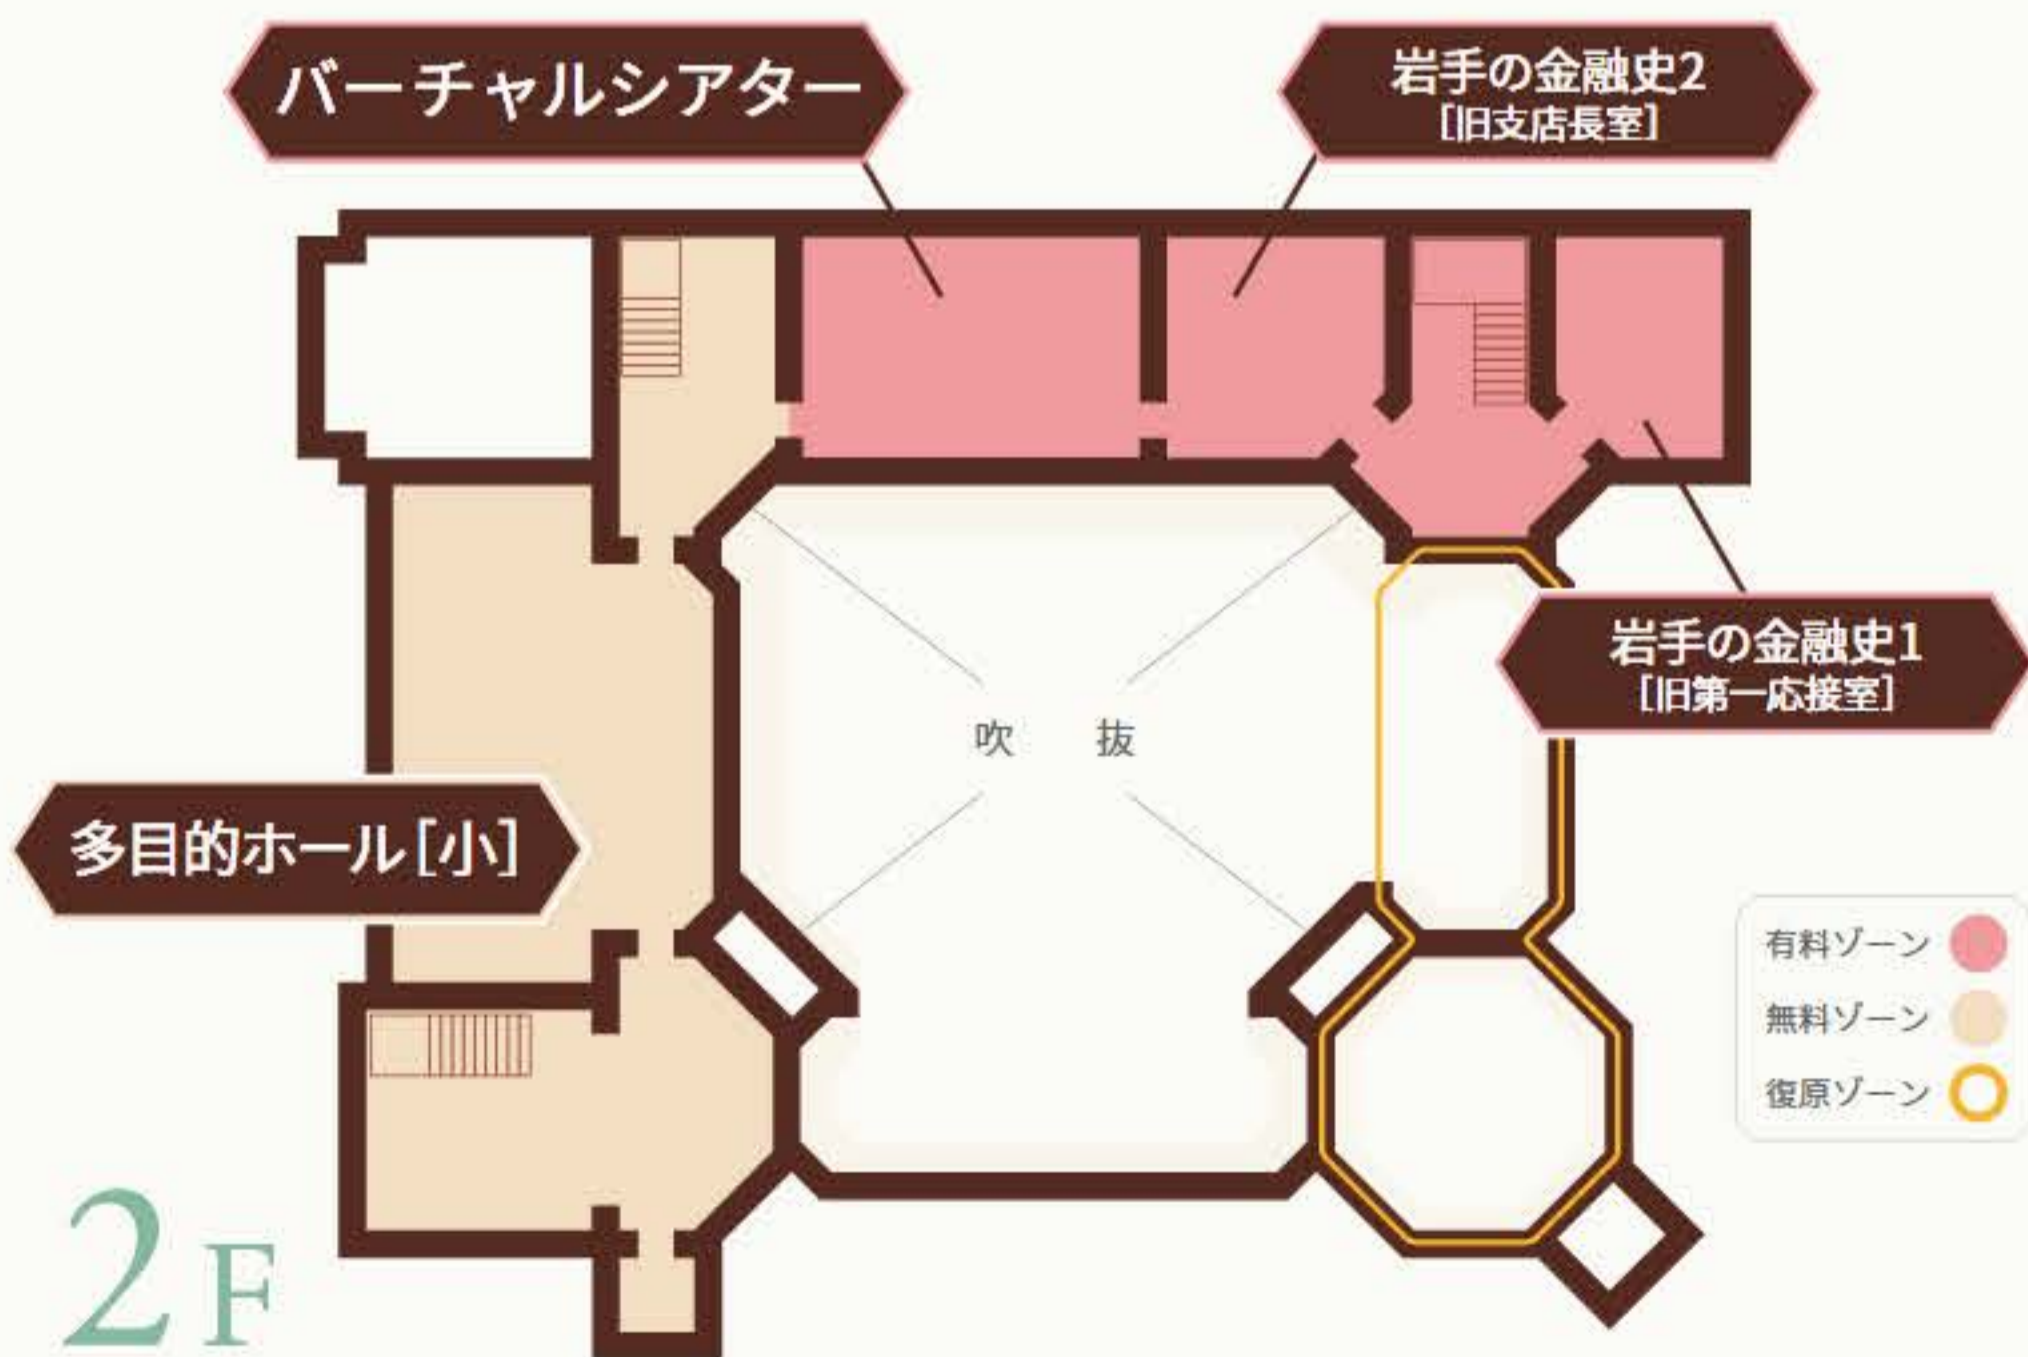 バーチャルシアター
岩手の金融史2
[旧支店長室]
岩手の金融史1
[旧第一応接室]
吹 抜
多目的ホール[小]
有料ゾーン
無料ゾーン
復原ゾーン
2F